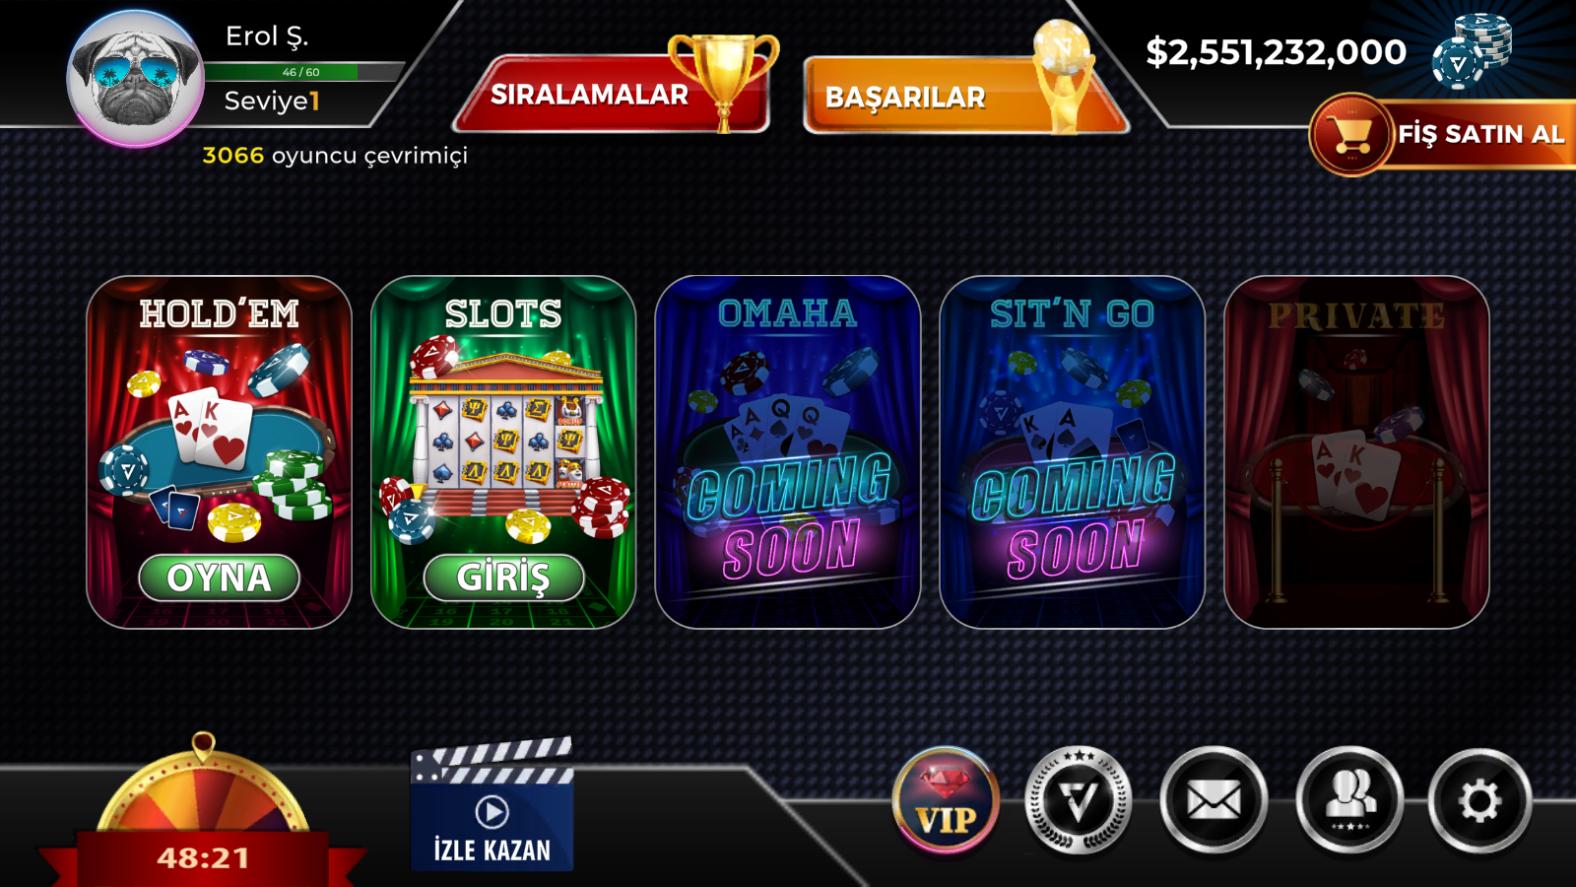 Erol Ş.
46 / 60
Seviye1
3066 oyuncu çevrimiçi
SIRALAMALAR
BAŞARILAR
$2,551,232,000
FİŞ SATIN AL
HOLD'EM
A K
OYNA
SLOTS
GİRİŞ
OMAHA
A A Q Q
COMING
SOON
SIT'N GO
K A
COMING
SOON
PRIVATE
A K
48:21
İZLE KAZAN
VIP